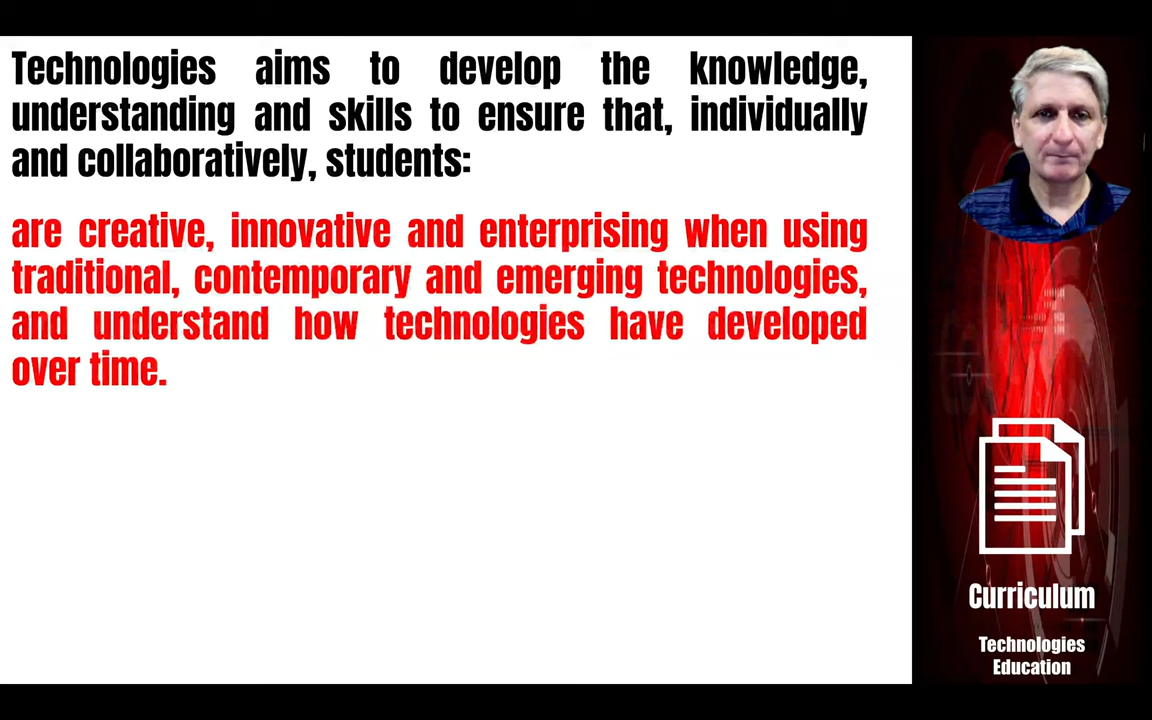 Technologies aims to develop the knowledge,
understanding and skills to ensure that, individually
and collaboratively, students:
are creative, innovative and enterprising when using
traditional, contemporary and emerging technologies,
and understand how technologies have developed
over time.
Curriculum
Technologies
Education